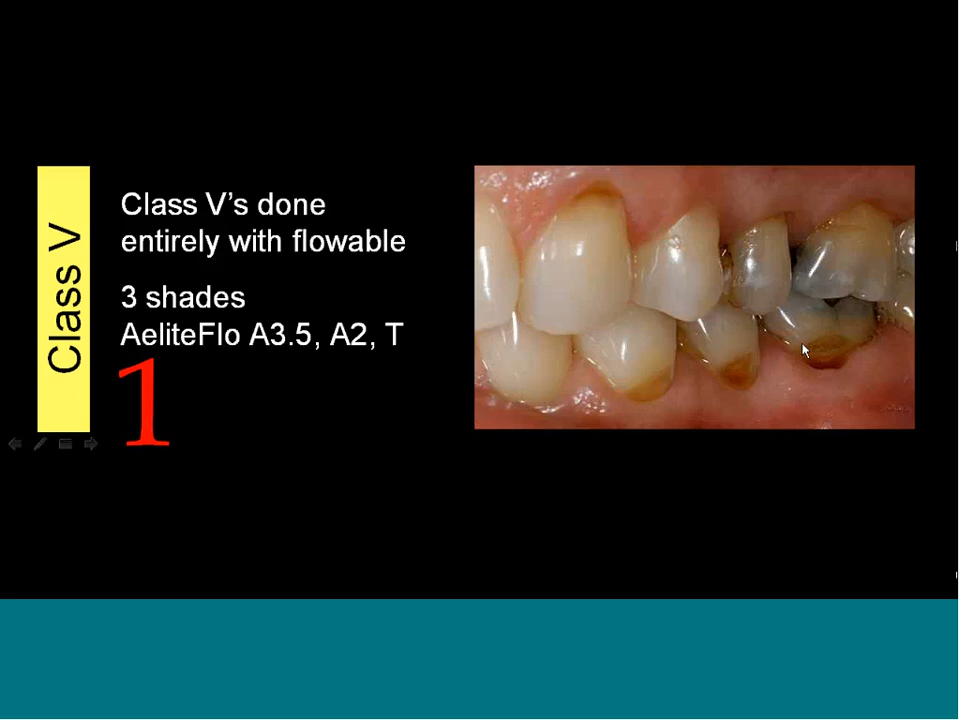 Class V
Class V's done
entirely with flowable
3 shades
AeliteFlo A3.5, A2, T
1